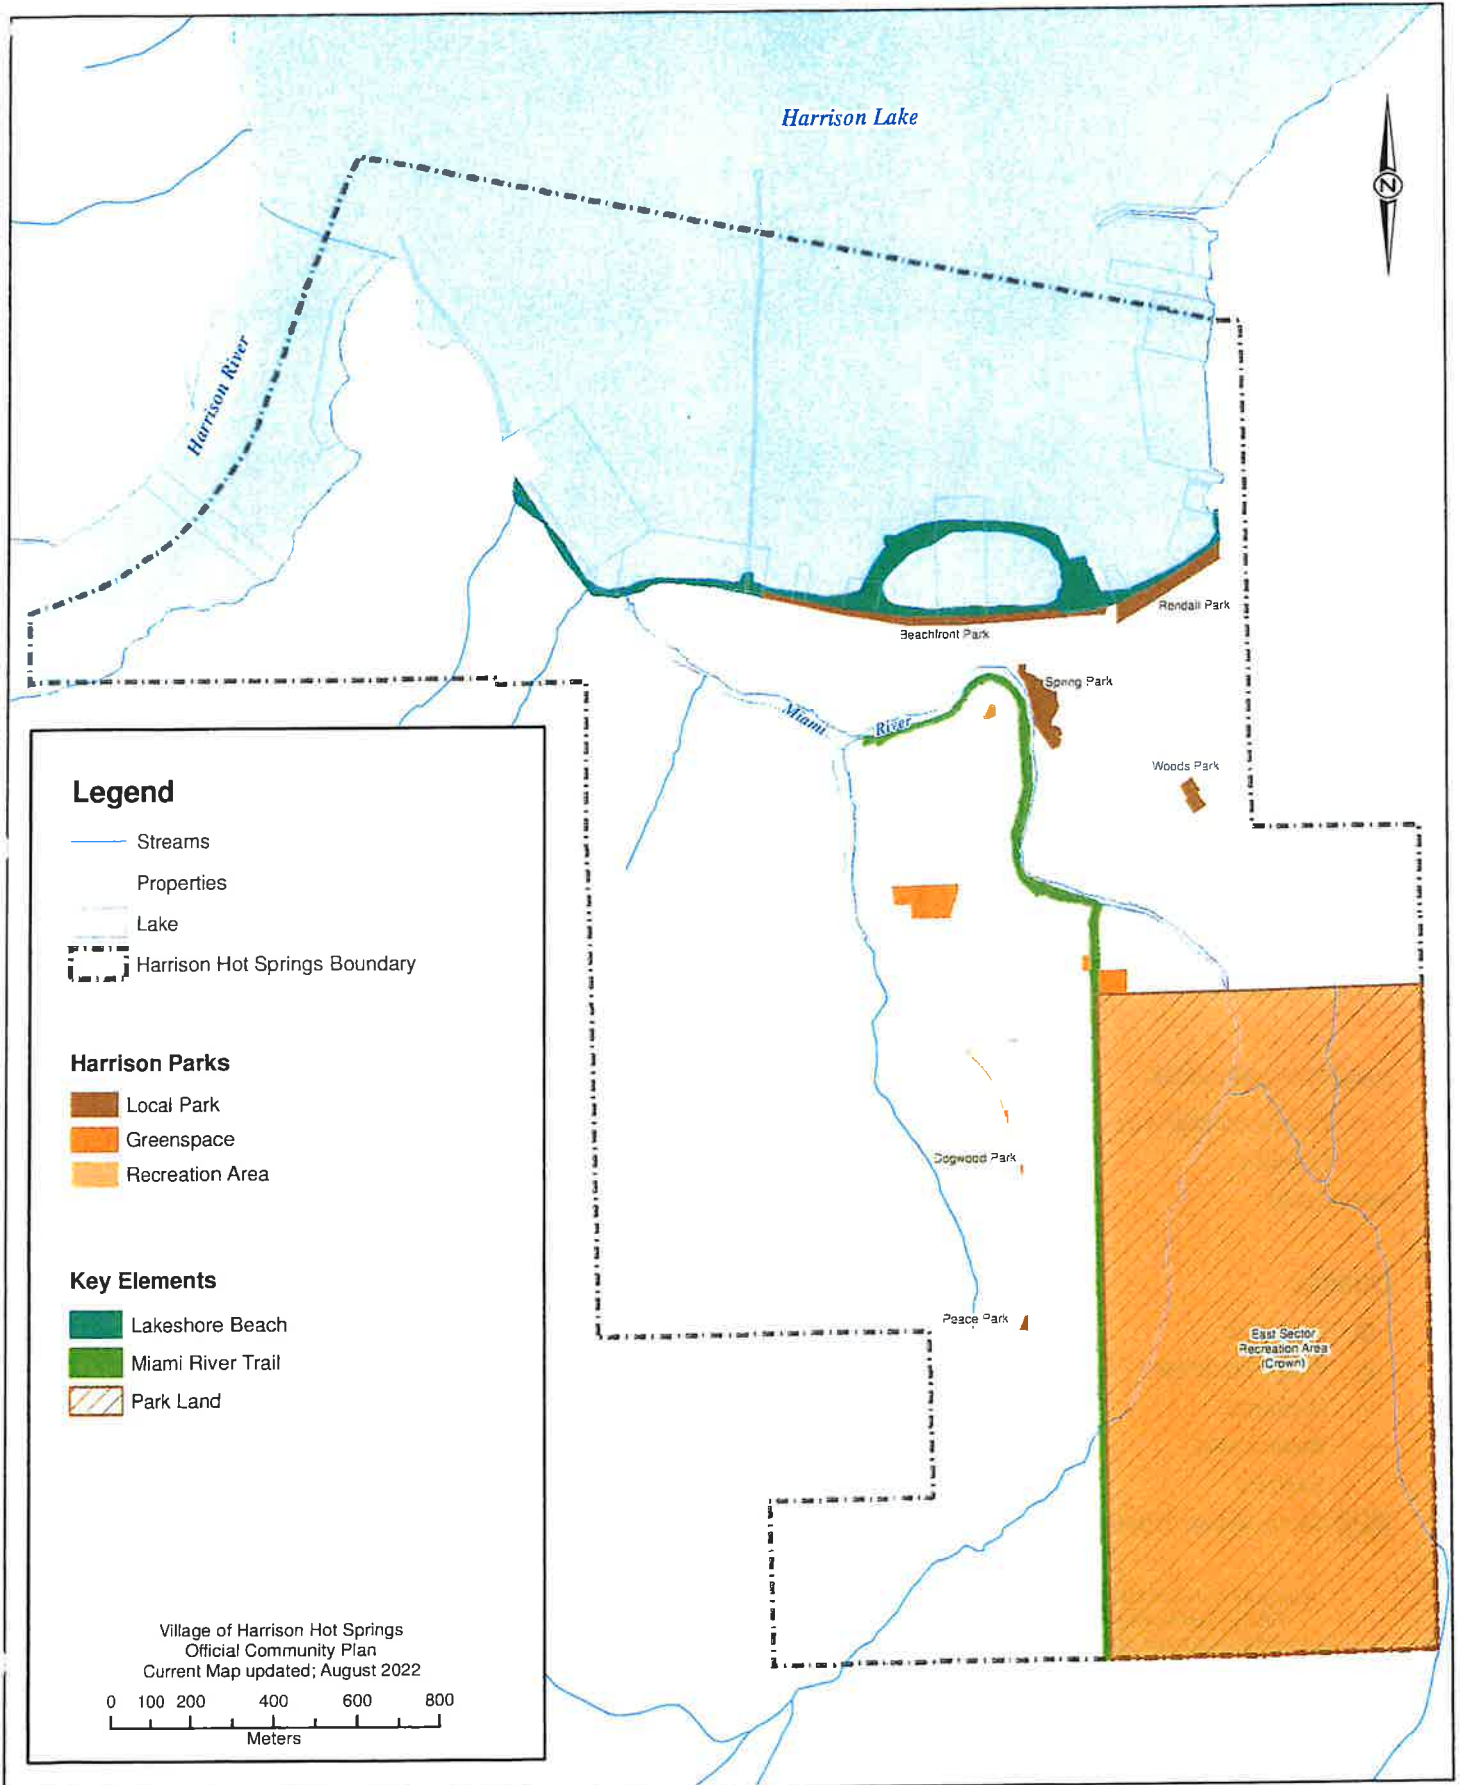 Harrison Lake
N
Harrison River
Rendall Park
Beachfront Park
Spring Park
Miami River
Woods Park
Legend
Streams
Properties
Lake
Harrison Hot Springs Boundary
Harrison Parks
Local Park
Greenspace
Recreation Area
Dogwood Park
Key Elements
Lakeshore Beach
Miami River Trail
Park Land
Peace Park
East Sector
Recreation Area
(Crown)
Village of Harrison Hot Springs
Official Community Plan
Current Map updated; August 2022
0 100 200 400 600 800
Meters